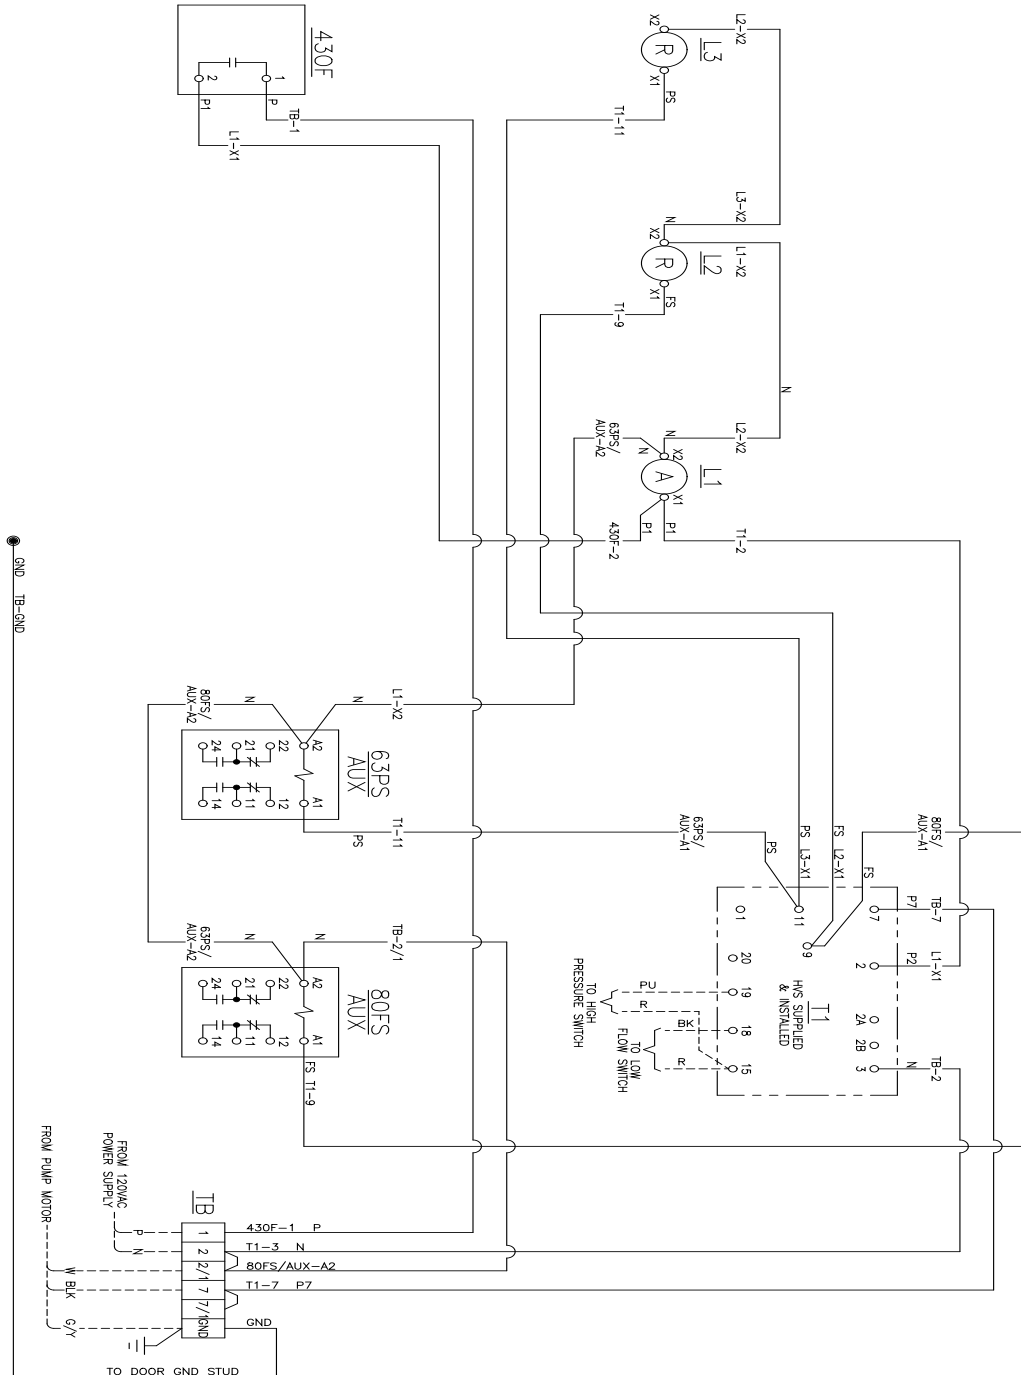 430F
1
2
P
P1
TB-1
L1-X1
L3
R
X2
X1
L2-X2
PS
T1-11
L3-X2
N
X2
L2
R
X1
L1-X2
FS
T1-9
N
63PS/
AUX-A2
N
N
L2-X2
X2
L1
A
X1
P1
P1
T1-2
430F-2
GND TB-GND
80FS/
AUX-A2
N
N
L1-X2
63PS
AUX
A2
A1
22
21
24
12
11
14
T1-11
PS
63PS/
AUX-A1
PS
PS L3-X1
FS L2-X1
FS
80FS/
AUX-A1
63PS/
AUX-A2
N
N
TB-2/1
80FS
AUX
A2
A1
22
21
24
12
11
14
FS T1-9
T1
HVS SUPPLIED
& INSTALLED
1
11
7
9
20
2
19
2A
18
2B
15
3
P7
TB-7
P2
L1-X1
N
TB-2
PU
R
BK
R
TO HIGH
PRESSURE SWITCH
TO LOW
FLOW SWITCH
FROM PUMP MOTOR
FROM 120VAC
POWER SUPPLY
TB
P
1
430F-1 P
N
2
T1-3 N
W
2/1
80FS/AUX-A2
BLK
7
T1-7 P7
7/1
G/Y
GND
GND
TO DOOR GND STUD